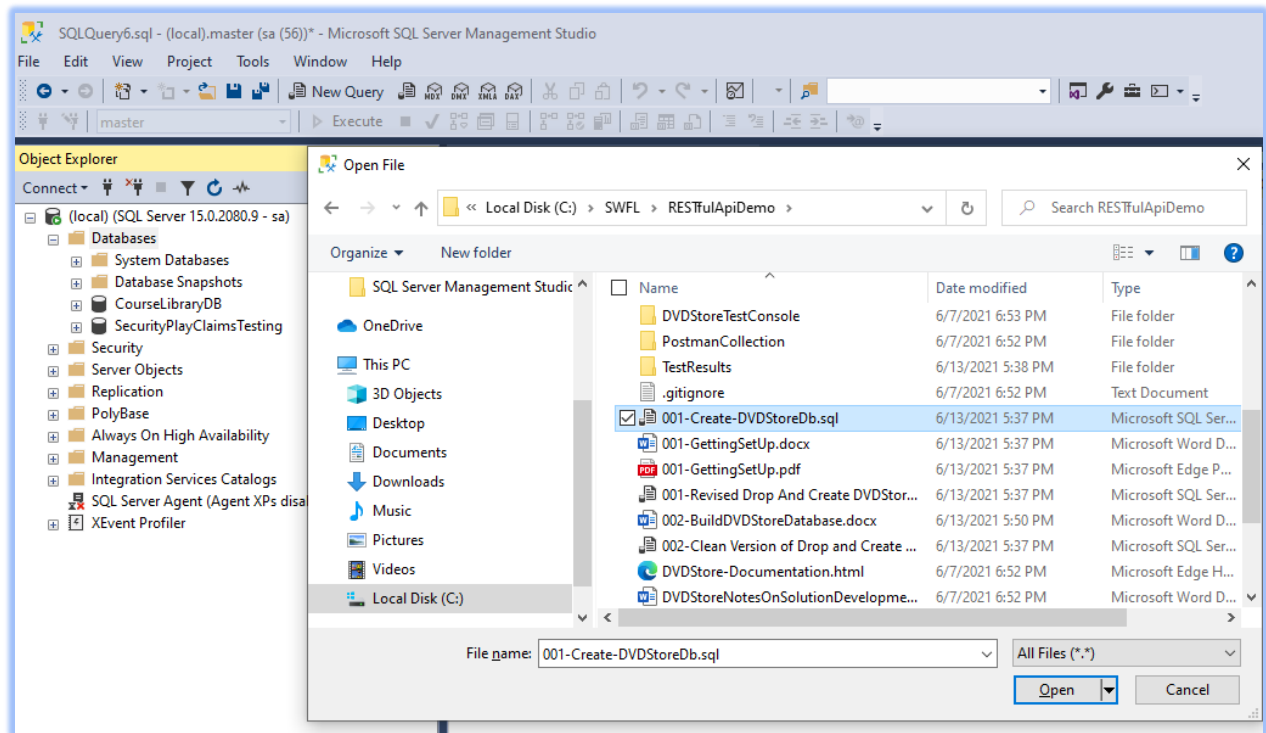 SQLQuery6.sql - (local).master (sa (56))* - Microsoft SQL Server Management Studio
File Edit View Project Tools Window Help
New Query MDX DMX XMLA DAX
master Execute
Object Explorer
Connect
(local) (SQL Server 15.0.2080.9 - sa)
Databases
System Databases
Database Snapshots
CourseLibraryDB
SecurityPlayClaimsTesting
Security
Server Objects
Replication
PolyBase
Always On High Availability
Management
Integration Services Catalogs
SQL Server Agent (Agent XPs disa
XEvent Profiler
Open File
« Local Disk (C:) › SWFL › RESTfulApiDemo ›
Search RESTfulApiDemo
Organize New folder
SQL Server Management Studic
OneDrive
This PC
3D Objects
Desktop
Documents
Downloads
Music
Pictures
Videos
Local Disk (C:)
Name Date modified Type
DVDStoreTestConsole 6/7/2021 6:53 PM File folder
PostmanCollection 6/7/2021 6:52 PM File folder
TestResults 6/13/2021 5:38 PM File folder
.gitignore 6/7/2021 6:52 PM Text Document
001-Create-DVDStoreDb.sql 6/13/2021 5:37 PM Microsoft SQL Ser...
001-GettingSetUp.docx 6/13/2021 5:37 PM Microsoft Word D...
PDF 001-GettingSetUp.pdf 6/13/2021 5:37 PM Microsoft Edge P...
001-Revised Drop And Create DVDStor... 6/13/2021 5:37 PM Microsoft SQL Ser...
002-BuildDVDStoreDatabase.docx 6/13/2021 5:50 PM Microsoft Word D...
002-Clean Version of Drop and Create ... 6/13/2021 5:37 PM Microsoft SQL Ser...
DVDStore-Documentation.html 6/7/2021 6:52 PM Microsoft Edge H...
DVDStoreNotesOnSolutionDevelopme... 6/7/2021 6:52 PM Microsoft Word D...
File name: 001-Create-DVDStoreDb.sql All Files (*.*)
Open Cancel